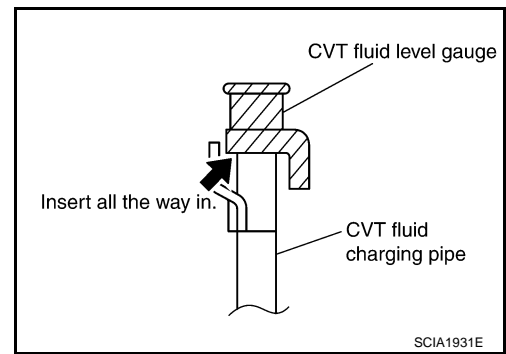 CVT fluid level gauge
Insert all the way in.
CVT fluid
charging pipe
SCIA1931E